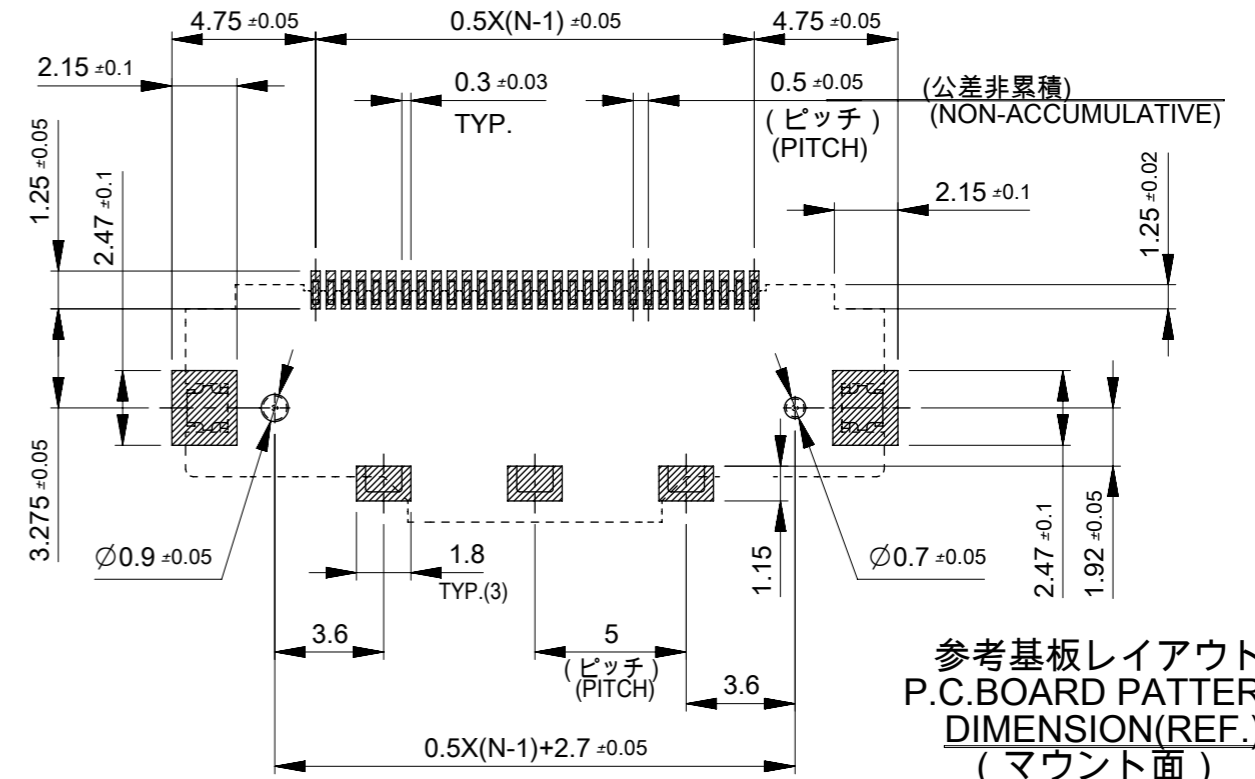 4.75 ±0.05
0.5X(N-1) ±0.05
4.75 ±0.05
2.15 ±0.1
0.3 ±0.03
TYP.
0.5 ±0.05
(ピッチ)
(PITCH)
(公差非累積)
(NON-ACCUMULATIVE)
1.25 ±0.05
2.47 ±0.1
2.15 ±0.1
1.25 ±0.02
3.275 ±0.05
Ø0.9 ±0.05
1.8
TYP.(3)
1.15
Ø0.7 ±0.05
2.47 ±0.1
1.92 ±0.05
3.6
5
(ピッチ)
(PITCH)
3.6
0.5X(N-1)+2.7 ±0.05
参考基板レイアウト
P.C.BOARD PATTER
DIMENSION(REF.)
(マウント面)